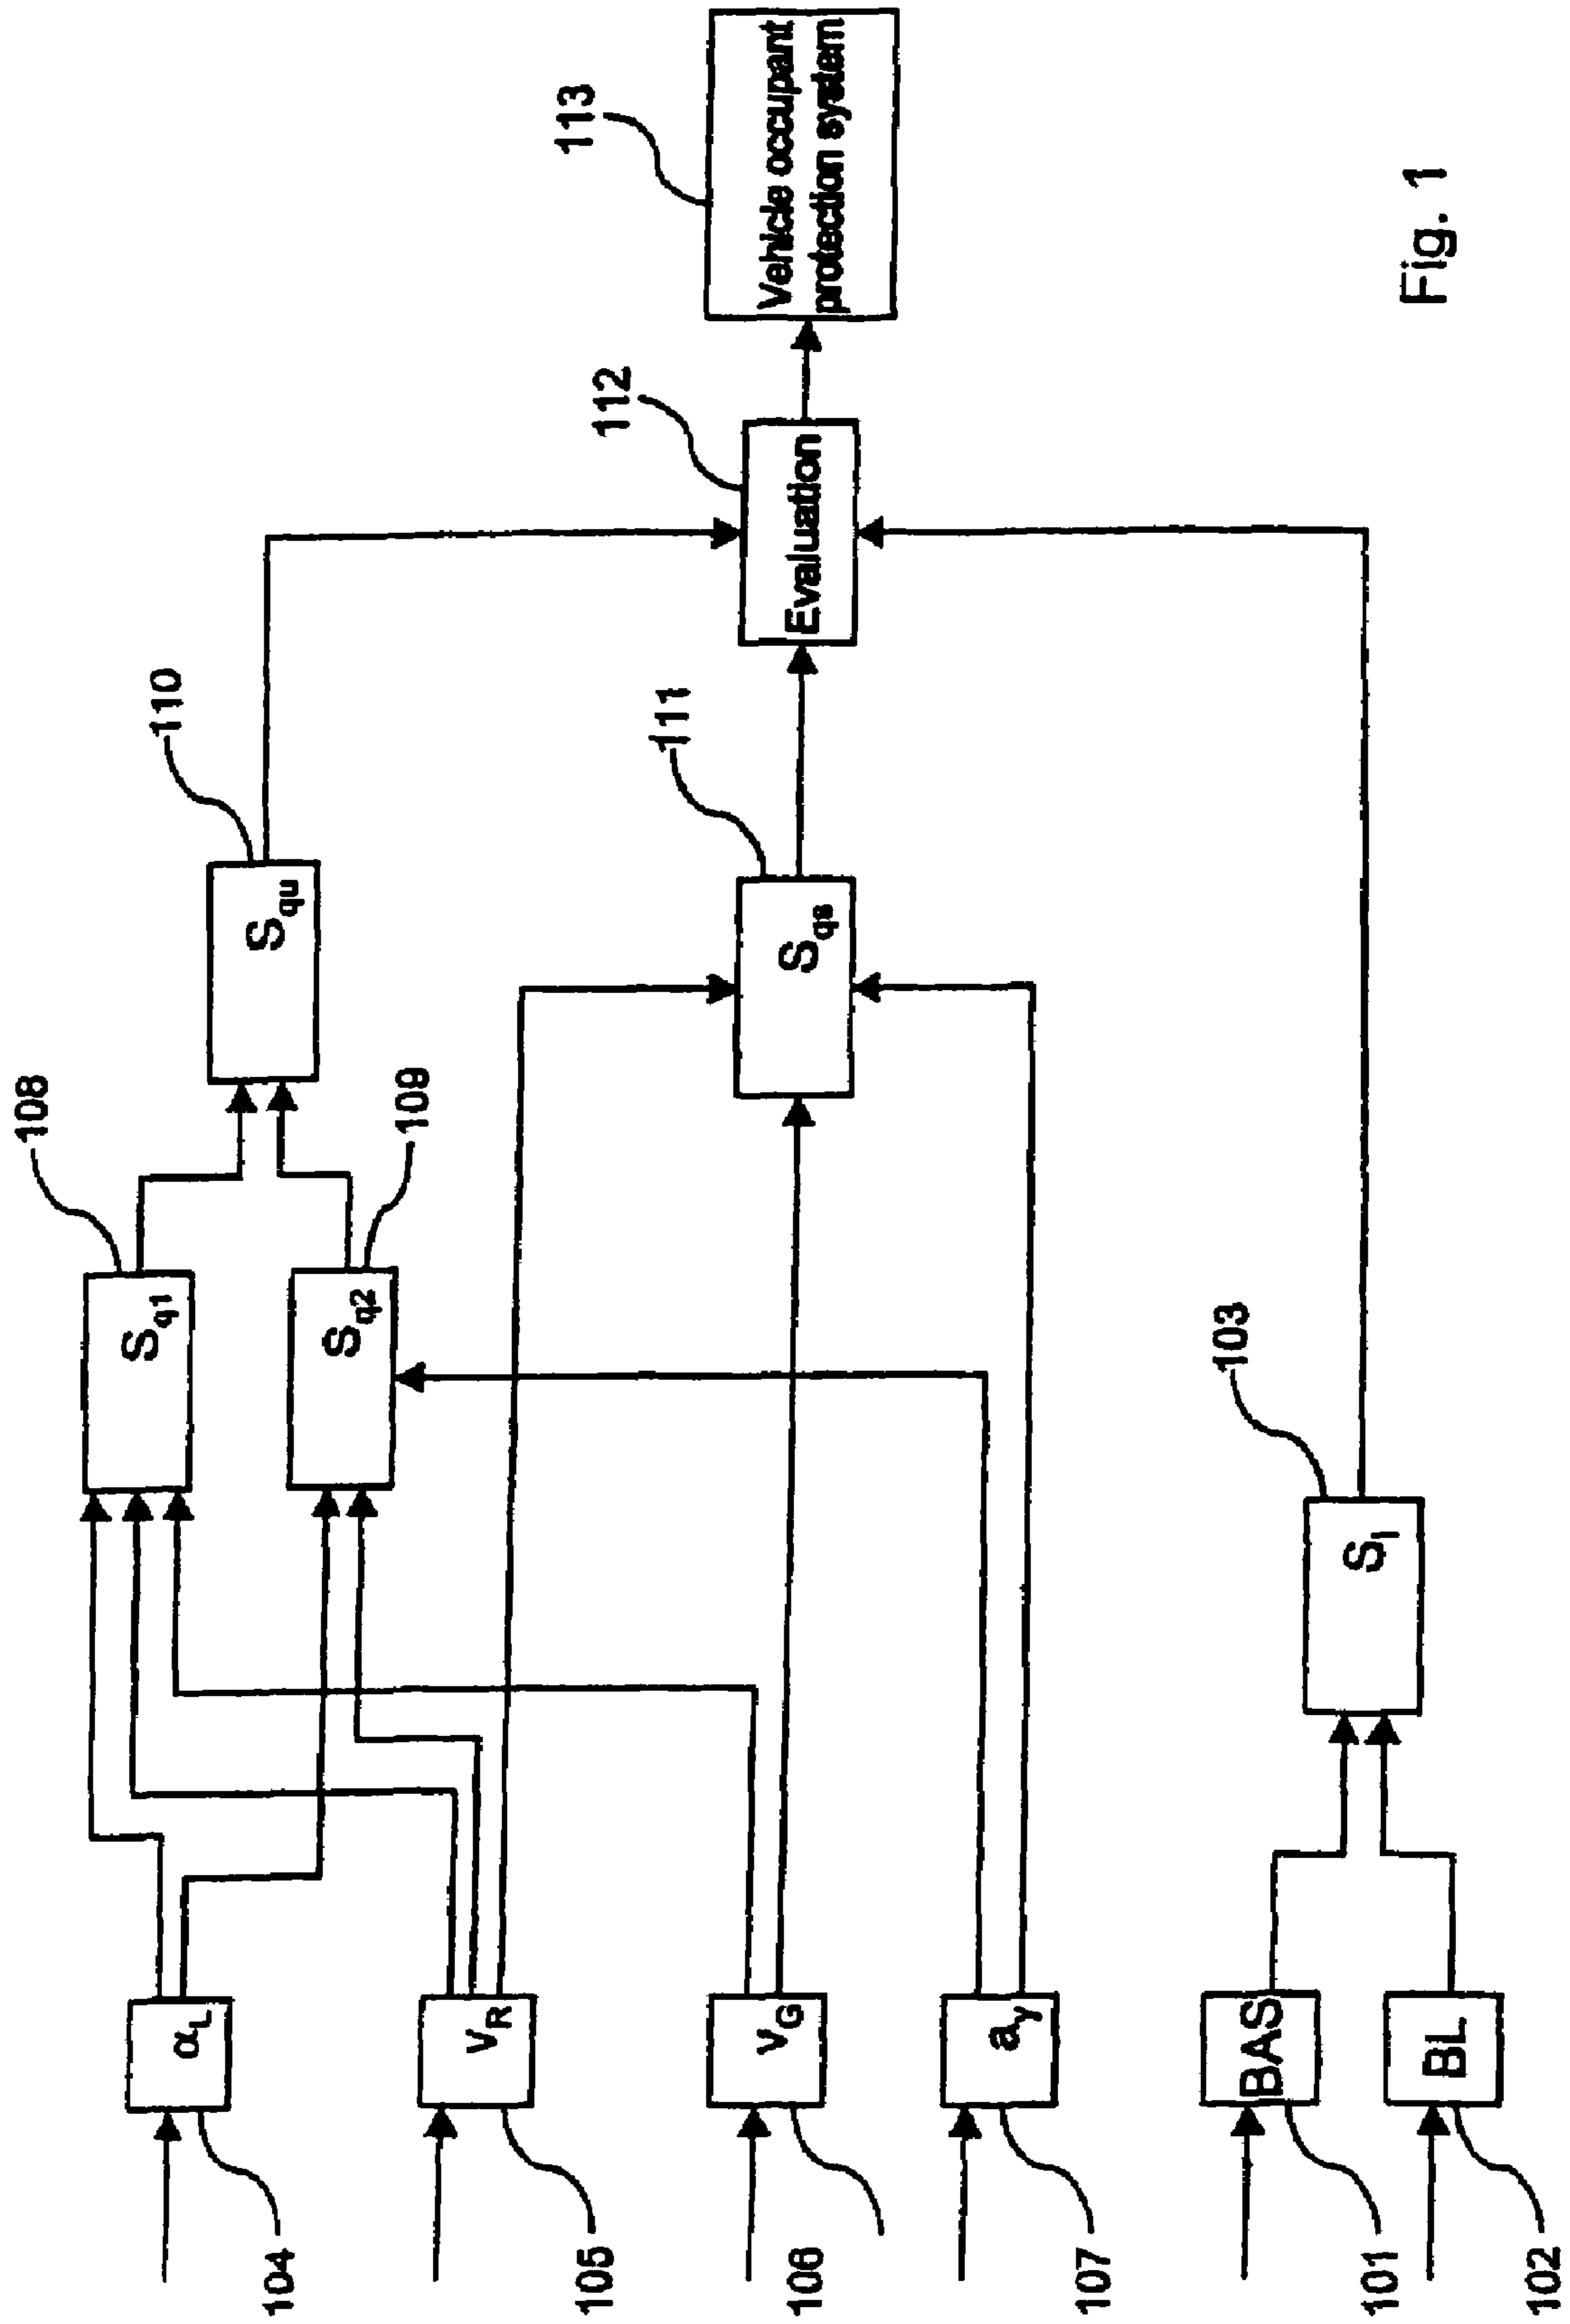 104
α_L
105
V_R
106
V_G
107
a_y
101
BAS
102
BL
108
S_q1
109
S_q2
103
S_l
110
S_qu
111
S_qs
112
Evaluation
113
Vehicle occupant
protection system
Fig. 1